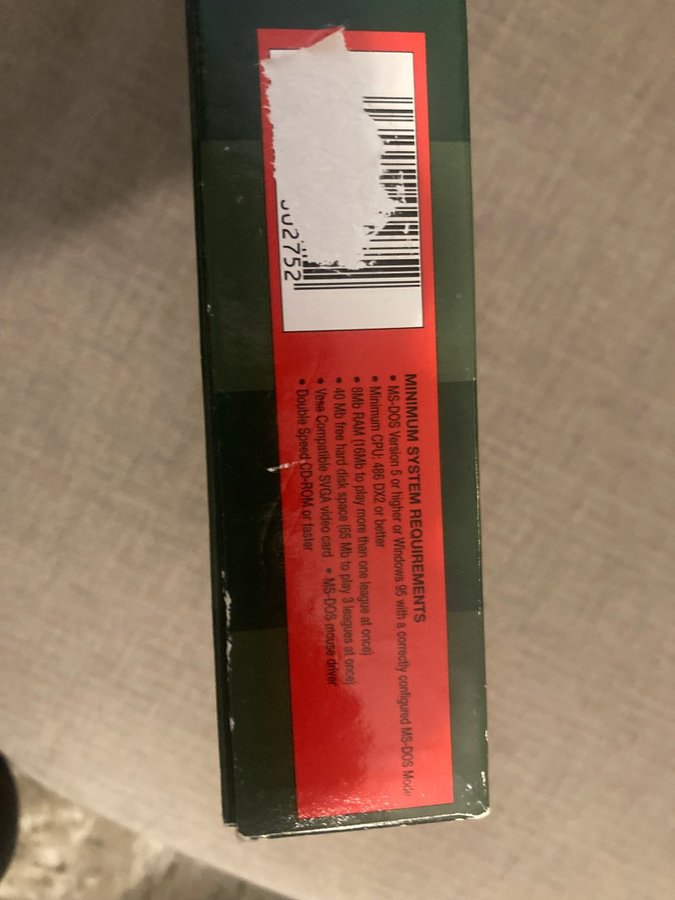 002752
MINIMUM SYSTEM REQUIREMENTS
• MS-DOS Version 5 or higher or Windows 95 with a correctly configured MS-DOS Mode
• Minimum CPU: 486 DX2 or better
• 8Mb RAM (16Mb to play more than one league at once)
• 40 Mb free hard disk space (65 Mb to play 3 leagues at once)
• Vesa Compatible SVGA video card • MS-DOS mouse driver
• Double Speed CD-ROM or faster